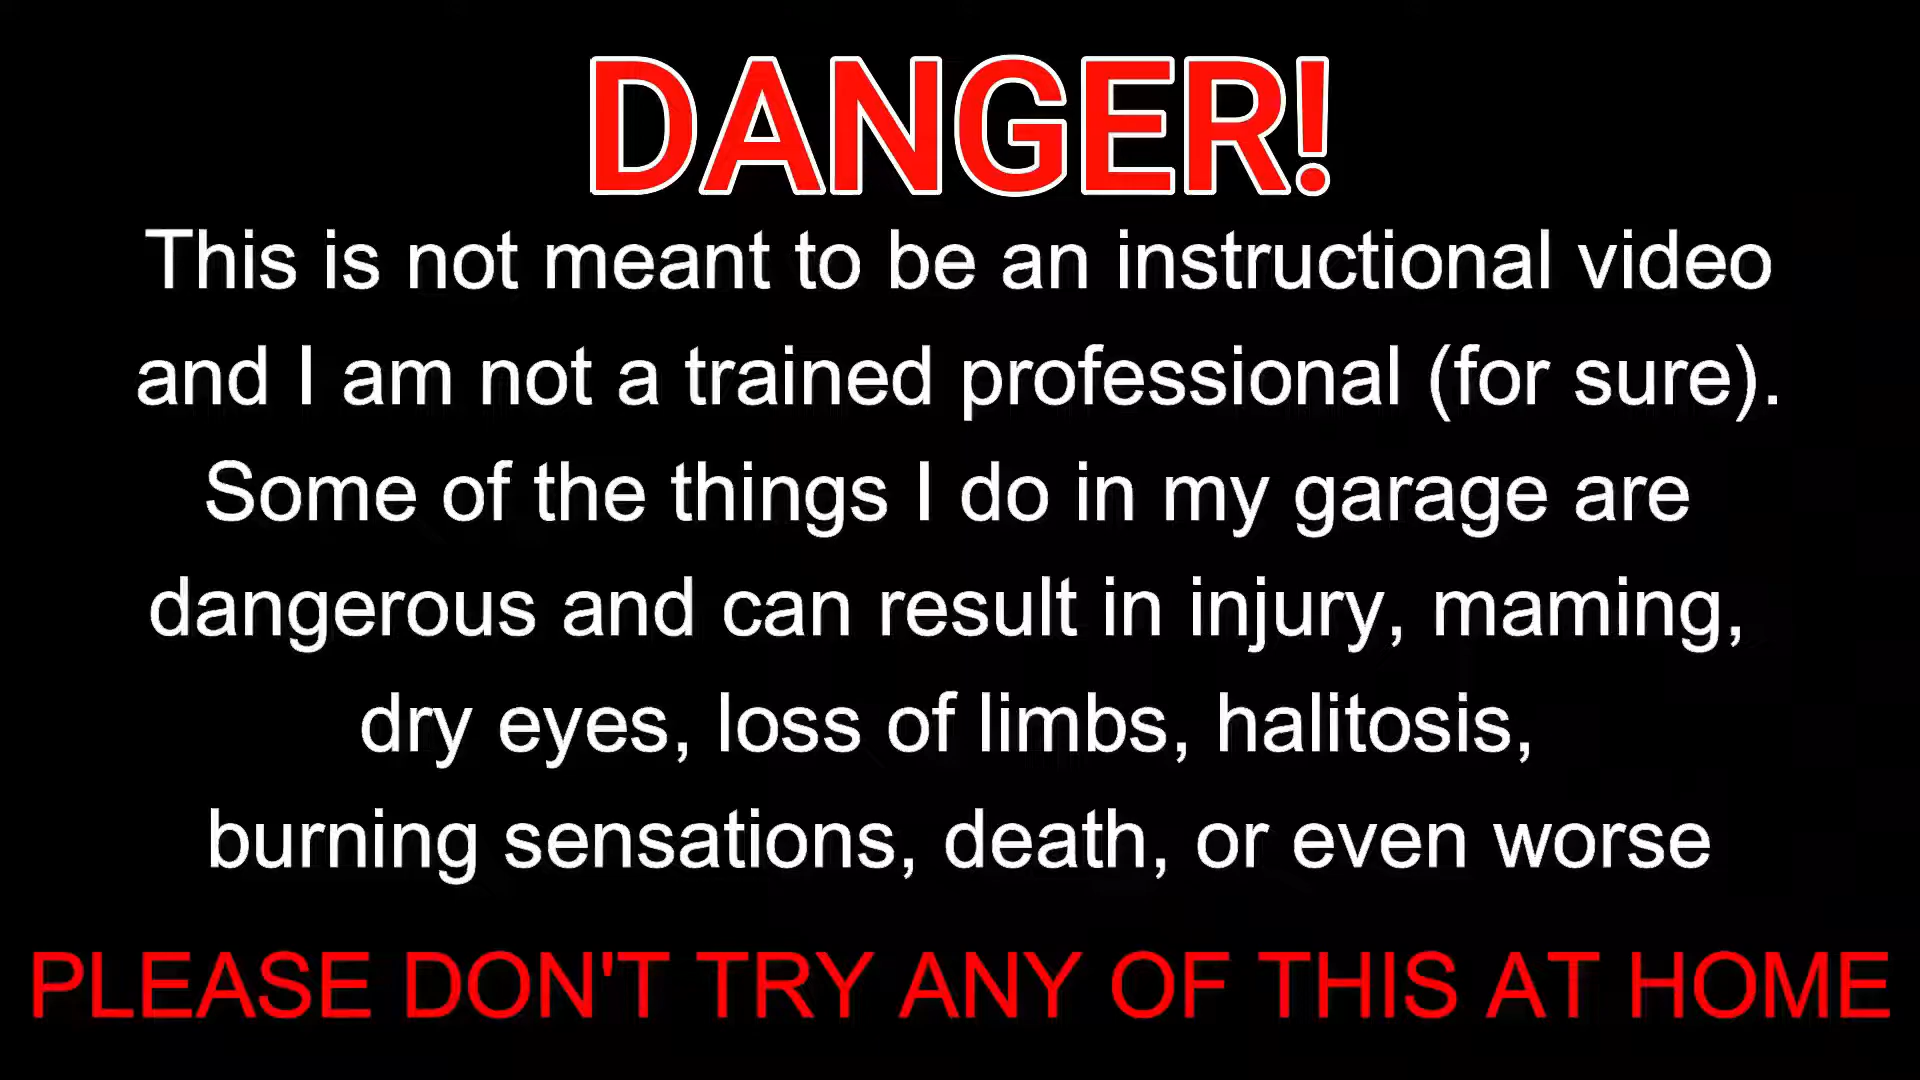 DANGER!
This is not meant to be an instructional video
and I am not a trained professional (for sure).
Some of the things I do in my garage are
dangerous and can result in injury, maming,
dry eyes, loss of limbs, halitosis,
burning sensations, death, or even worse
PLEASE DON'T TRY ANY OF THIS AT HOME